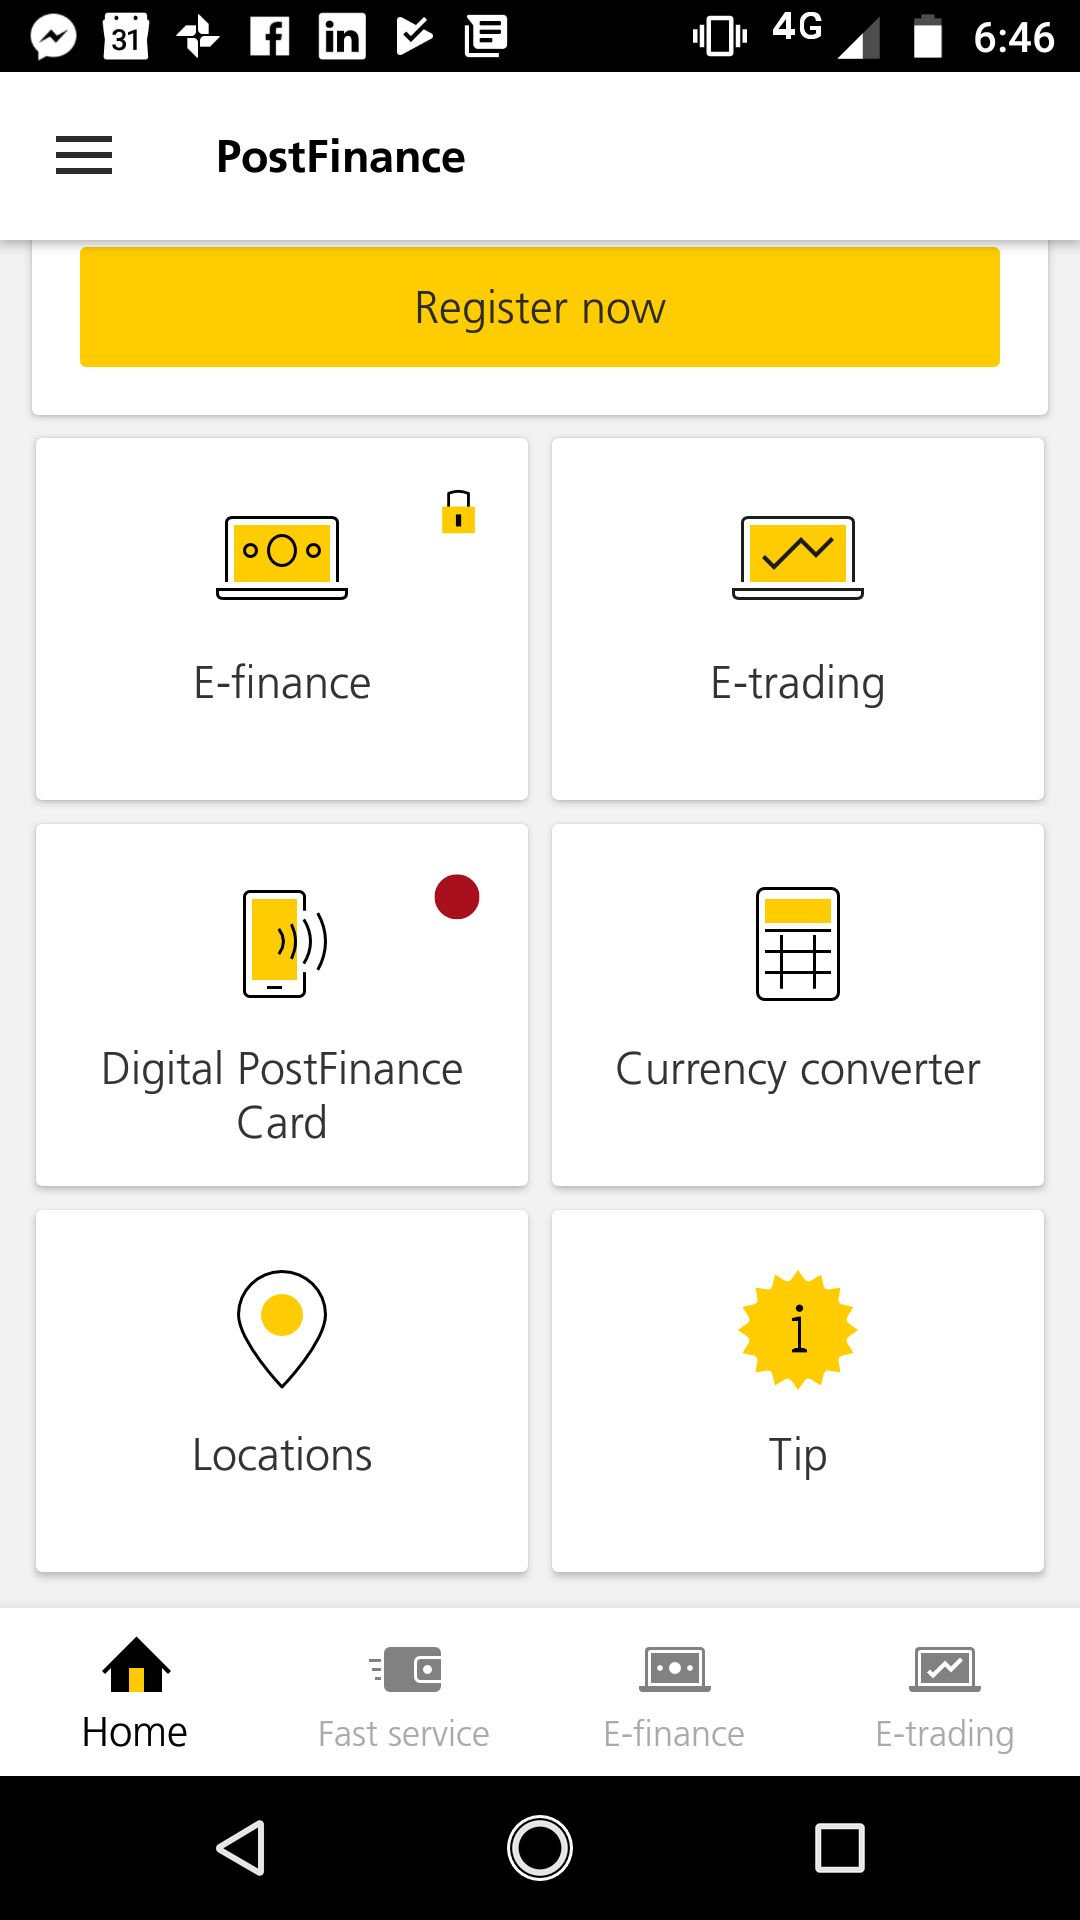 31
4G
6:46
PostFinance
Register now
E-finance
E-trading
Digital PostFinance
Card
Currency converter
Locations
Tip
Home
Fast service
E-finance
E-trading